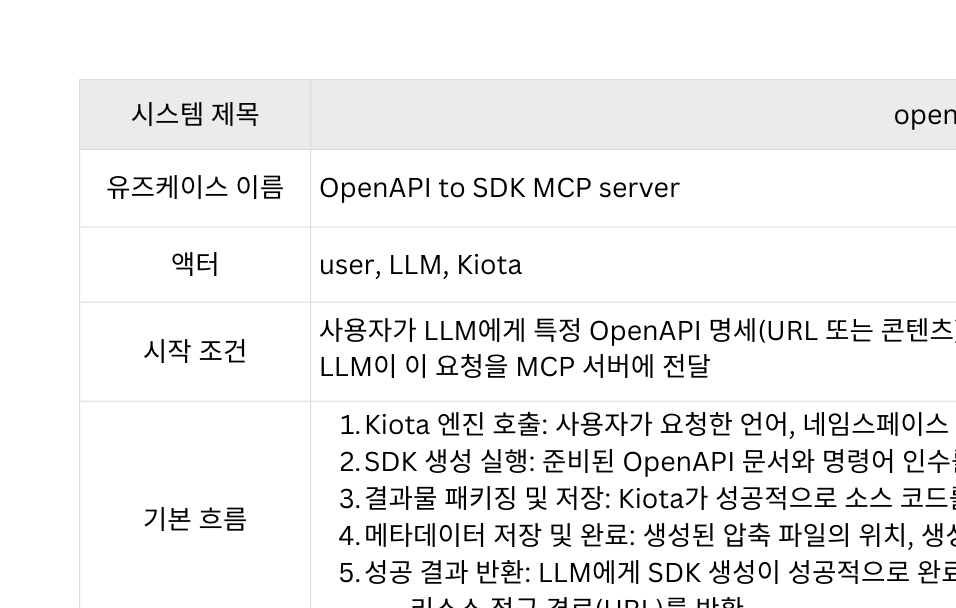 시스템 제목
open
유즈케이스 이름
OpenAPI to SDK MCP server
액터
user, LLM, Kiota
시작 조건
사용자가 LLM에게 특정 OpenAPI 명세(URL 또는 콘텐츠)
LLM이 이 요청을 MCP 서버에 전달
기본 흐름
1. Kiota 엔진 호출: 사용자가 요청한 언어, 네임스페이스
2. SDK 생성 실행: 준비된 OpenAPI 문서와 명령어 인수를
3. 결과물 패키징 및 저장: Kiota가 성공적으로 소스 코드를
4. 메타데이터 저장 및 완료: 생성된 압축 파일의 위치,
5. 성공 결과 반환: LLM에게 SDK 생성이 성공적으로
리소스 접근 경로(URL)를 반환